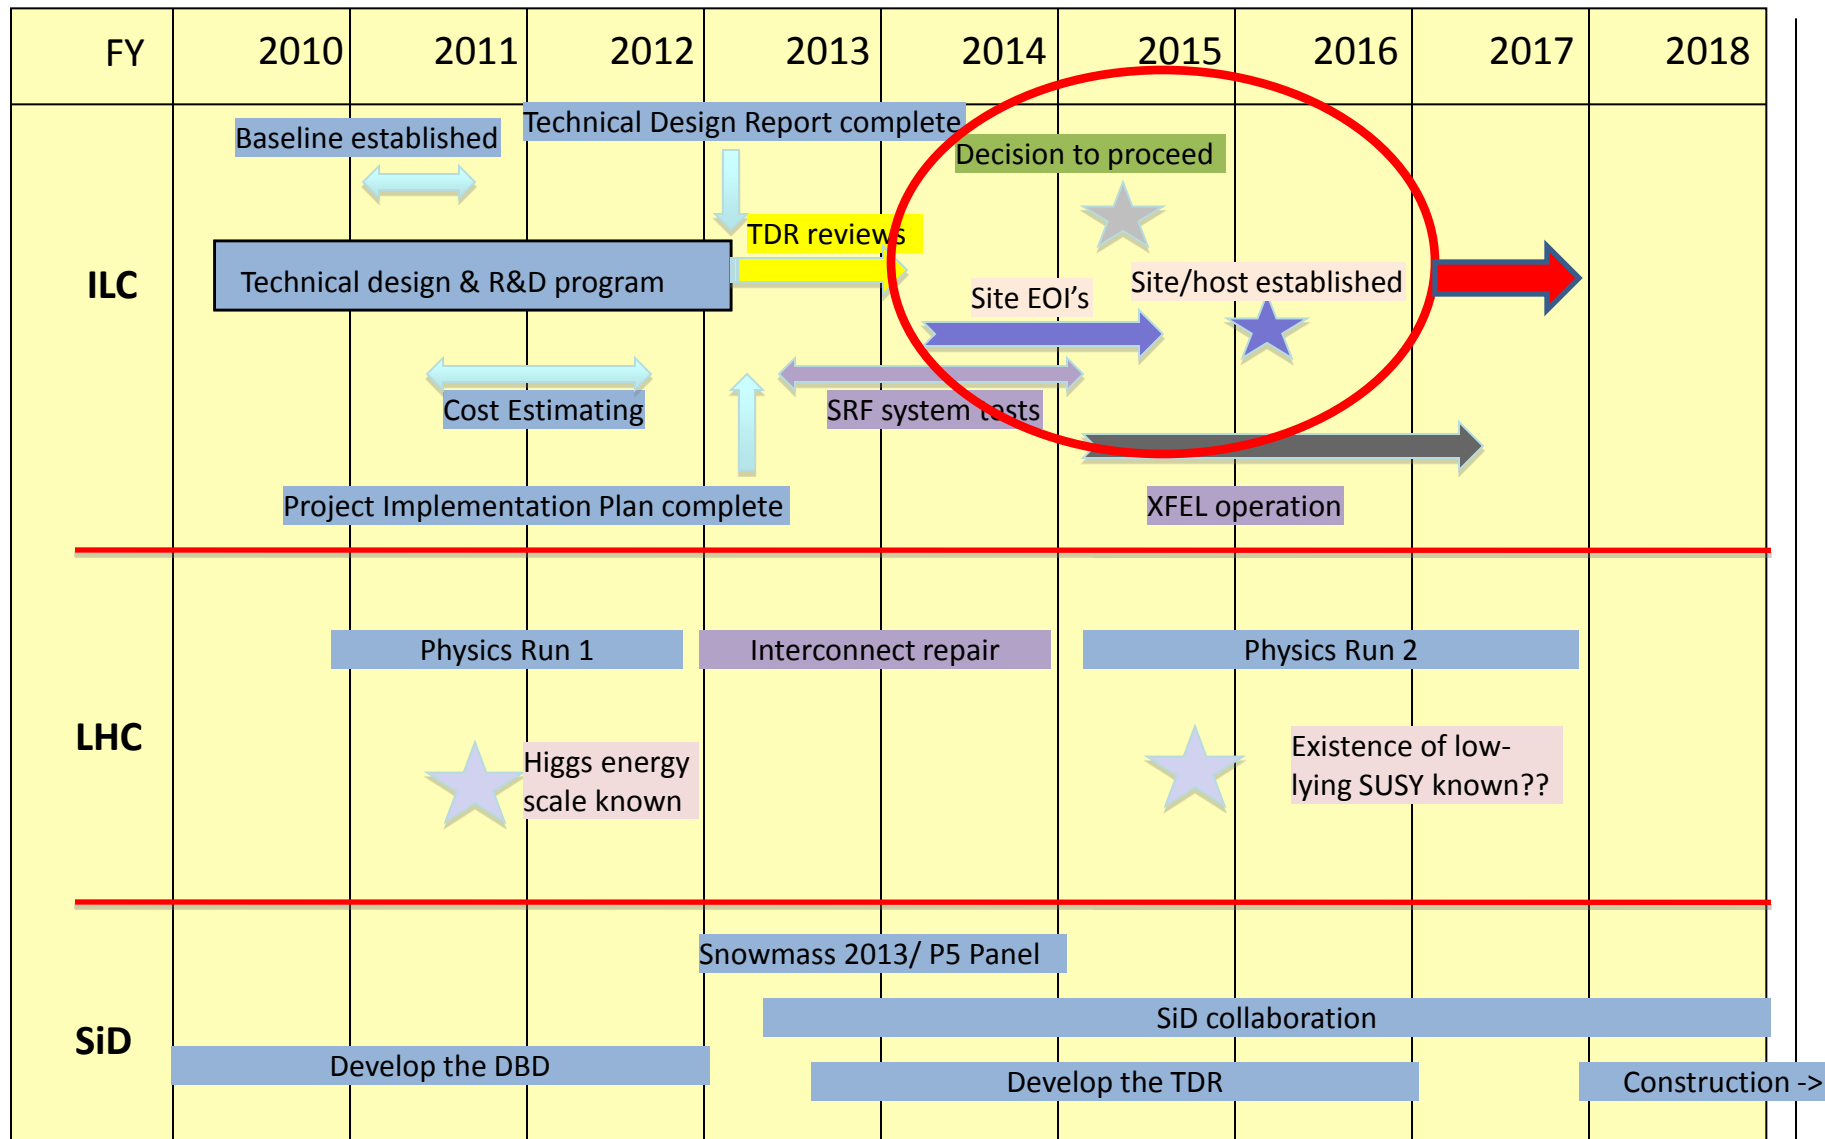 FY 2010 2011 2012 2013 2014 2015 2016 2017 2018
Baseline established
Technical Design Report complete
Decision to proceed
TDR reviews
ILC
Technical design & R&D program
Site EOI's
Site/host established
Cost Estimating
SRF system tests
Project Implementation Plan complete
XFEL operation
LHC
Physics Run 1
Interconnect repair
Physics Run 2
Higgs energy
scale known
Existence of low-
lying SUSY known??
SiD
Snowmass 2013/ P5 Panel
SiD collaboration
Develop the DBD
Develop the TDR
Construction ->